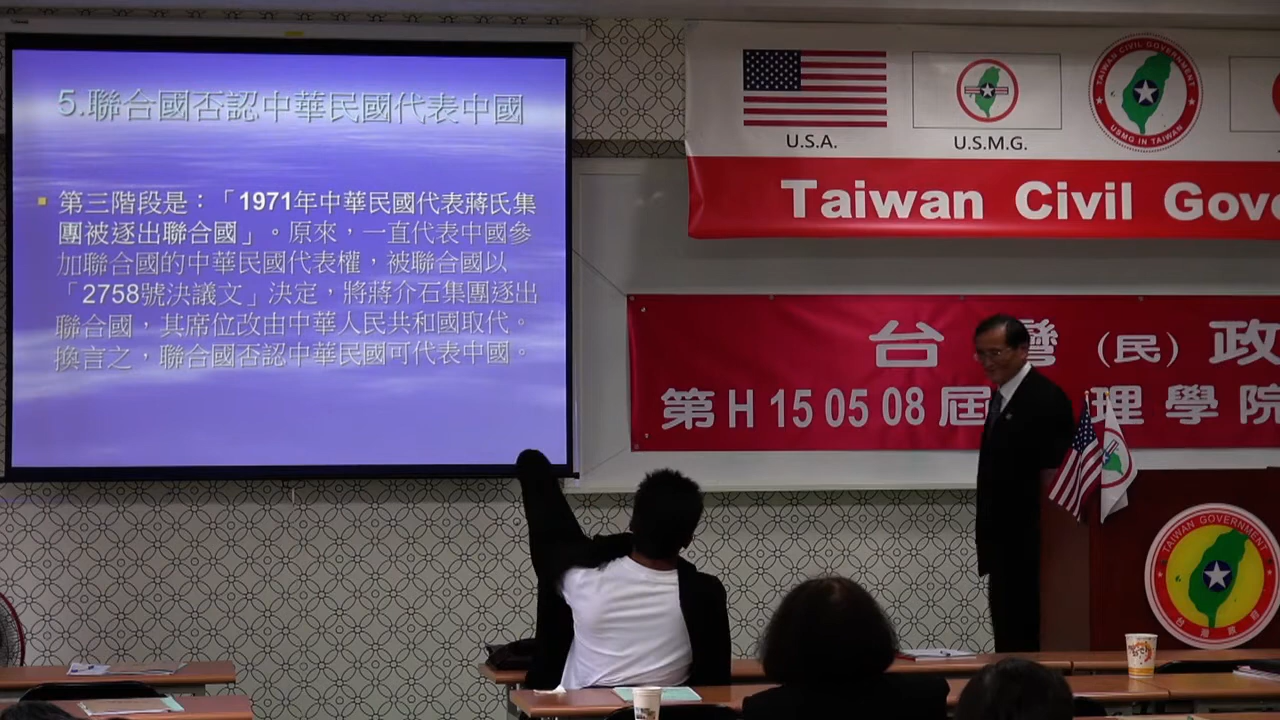 5.聯合國否認中華民國代表中國
第三階段是：「1971年中華民國代表蔣氏集
團被逐出聯合國」。原來，一直代表中國參
加聯合國的中華民國代表權，被聯合國以
「2758號決議文」決定，將蔣介石集團逐出
聯合國，其席位改由中華人民共和國取代。
換言之，聯合國否認中華民國可代表中國。
U.S.A.
U.S.M.G.
TAIWAN CIVIL GOVERNMENT
USMG IN TAIWAN
Taiwan Civil Gove
台灣（民）政
第H 15 05 08屆 理學院
TAIWAN GOVERNMENT
台灣政府